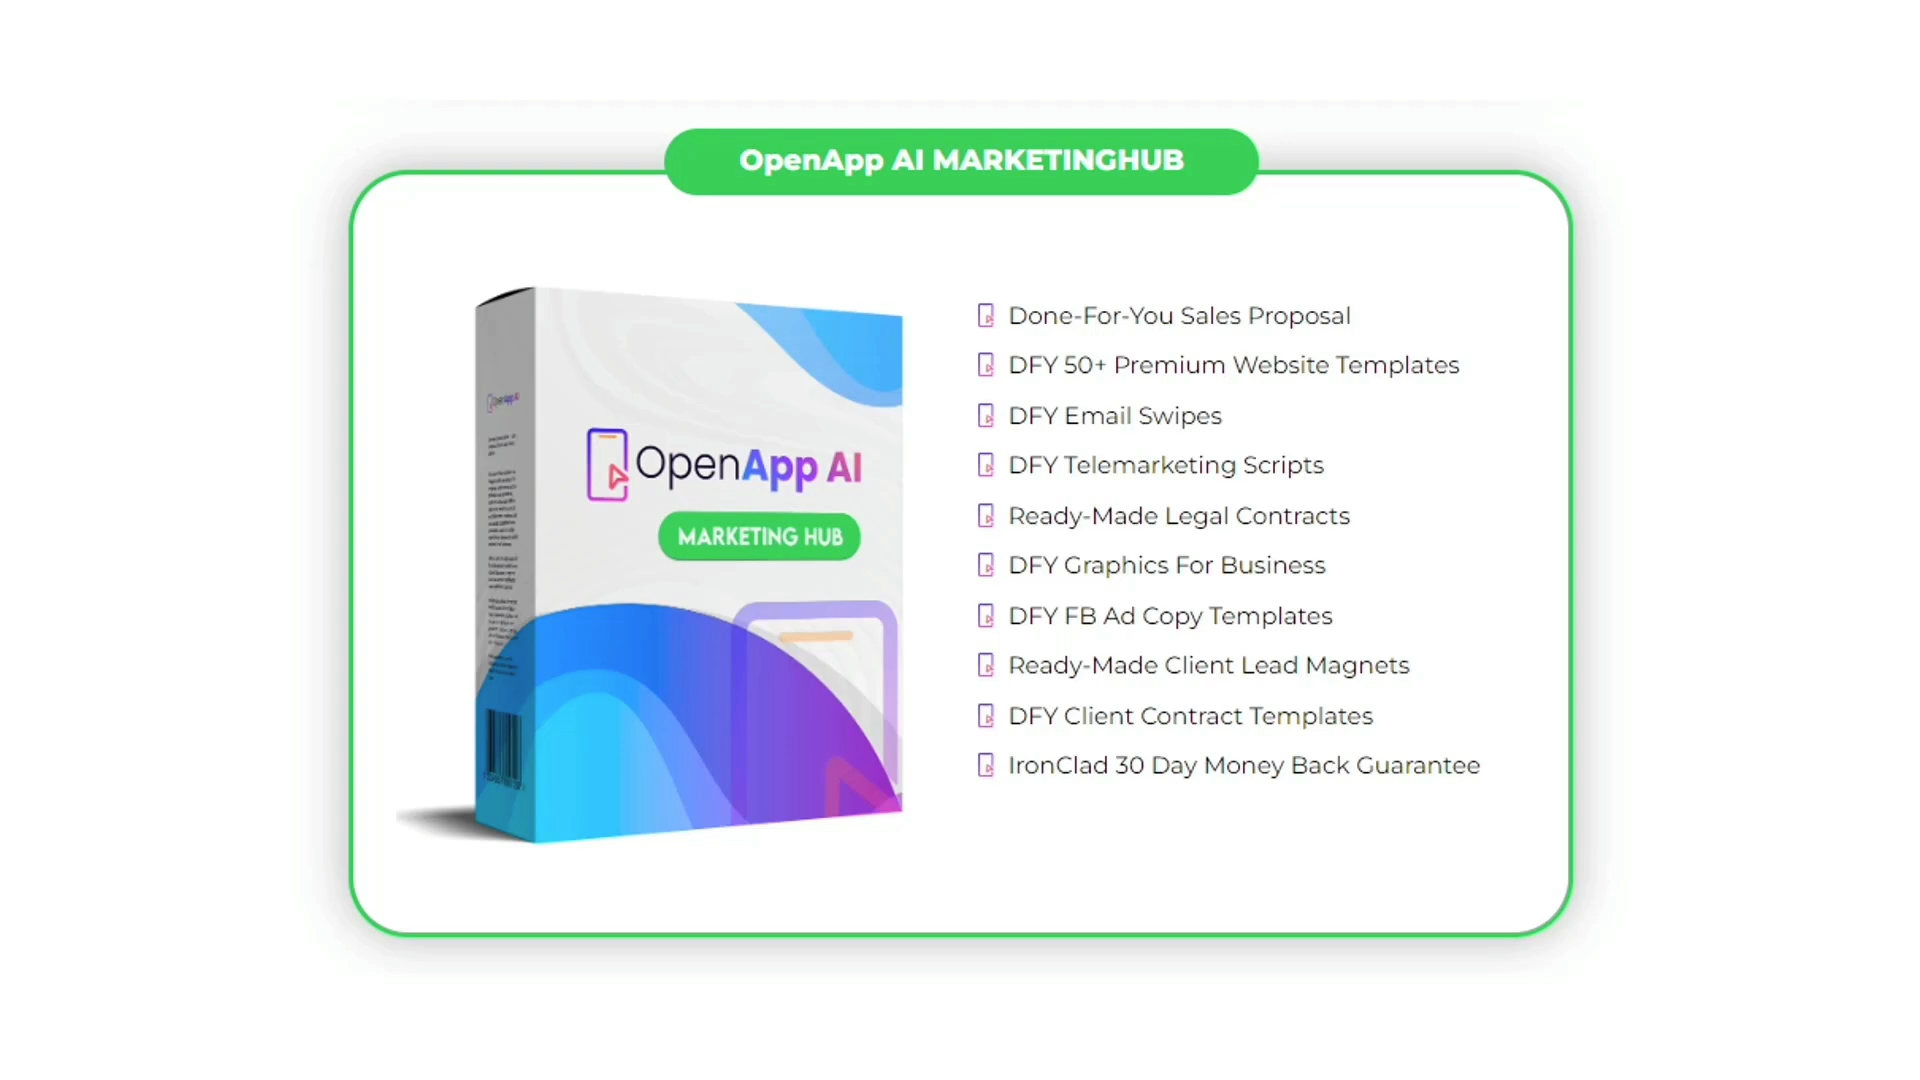 OpenApp AI MARKETINGHUB
OpenApp AI
OpenApp AI
MARKETING HUB
Done-For-You Sales Proposal
DFY 50+ Premium Website Templates
DFY Email Swipes
DFY Telemarketing Scripts
Ready-Made Legal Contracts
DFY Graphics For Business
DFY FB Ad Copy Templates
Ready-Made Client Lead Magnets
DFY Client Contract Templates
IronClad 30 Day Money Back Guarantee